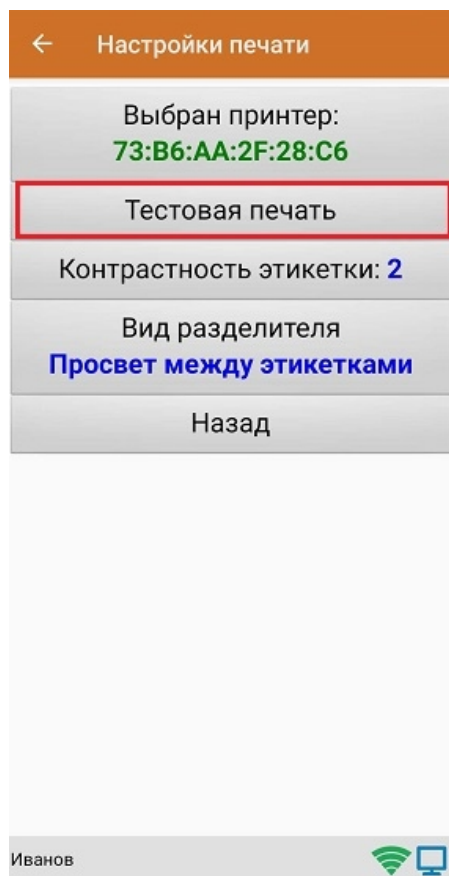 Настройки печати
Выбран принтер:
73:B6:AA:2F:28:C6
Тестовая печать
Контрастность этикетки: 2
Вид разделителя
Просвет между этикетками
Назад
Иванов